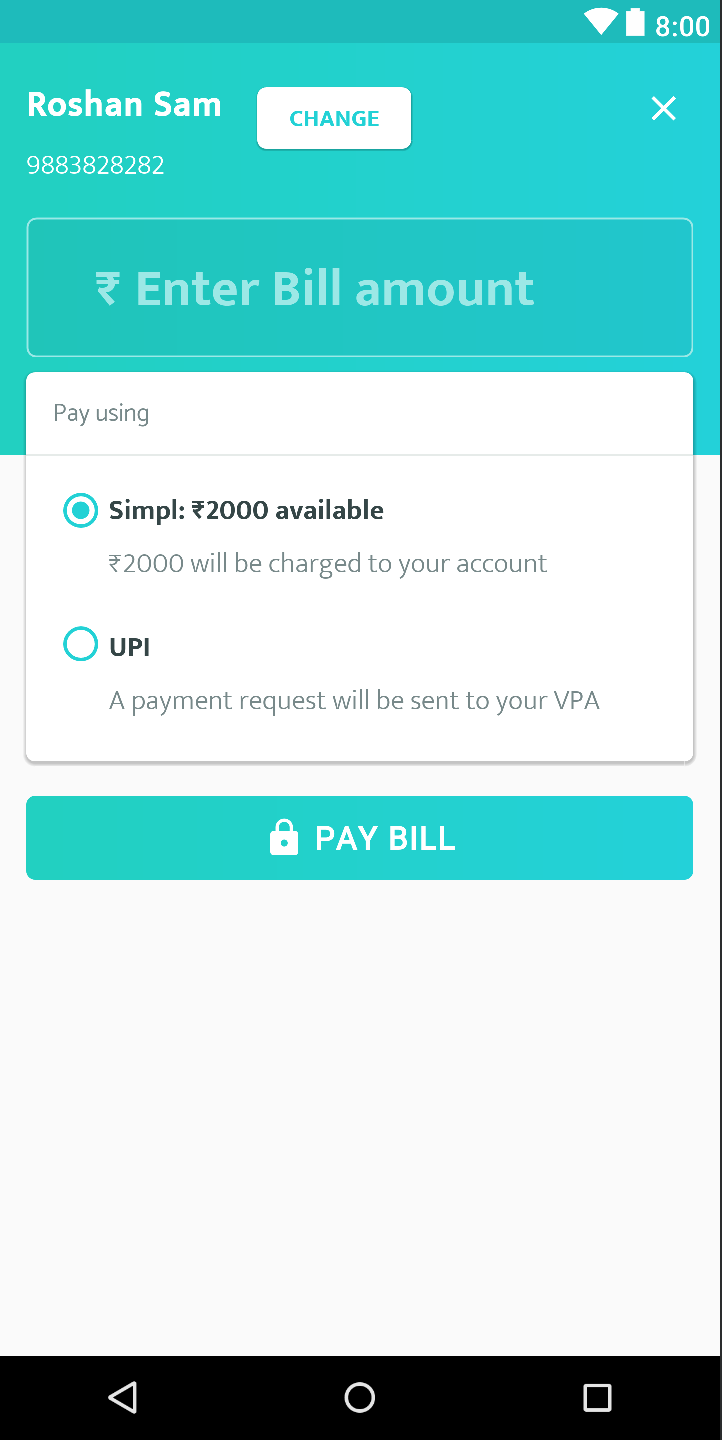 8:00
Roshan Sam
CHANGE
9883828282
₹ Enter Bill amount
Pay using
Simpl: ₹2000 available
₹2000 will be charged to your account
UPI
A payment request will be sent to your VPA
PAY BILL